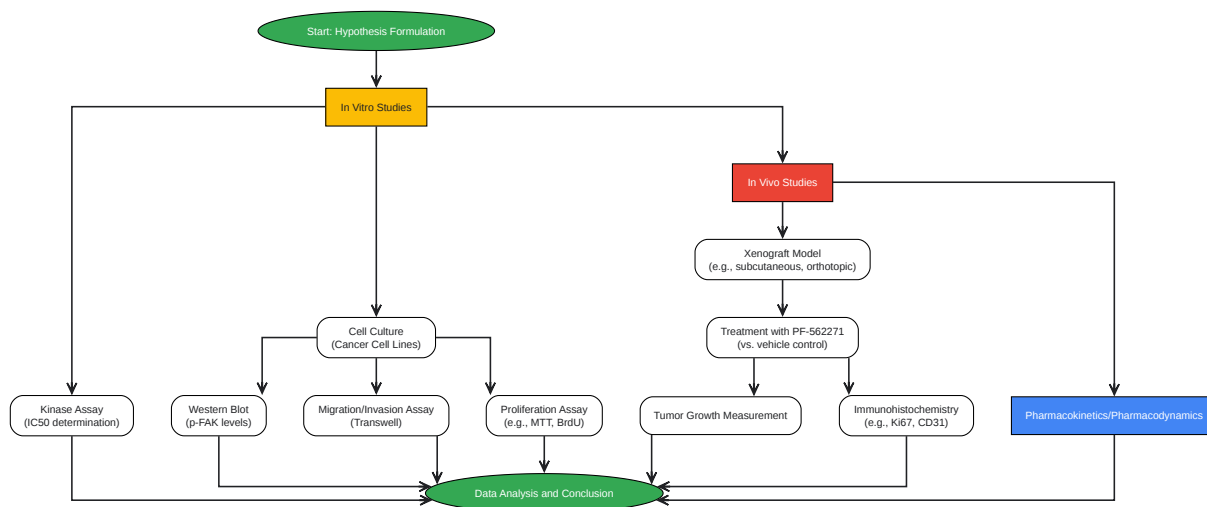 Start: Hypothesis Formulation
In Vitro Studies
In Vivo Studies
Xenograft Model
(e.g., subcutaneous, orthotopic)
Cell Culture
(Cancer Cell Lines)
Treatment with PF-562271
(vs. vehicle control)
Kinase Assay
(IC50 determination)
Western Blot
(p-FAK levels)
Migration/Invasion Assay
(Transwell)
Proliferation Assay
(e.g., MTT, BrdU)
Tumor Growth Measurement
Immunohistochemistry
(e.g., Ki67, CD31)
Pharmacokinetics/Pharmacodynamics
Data Analysis and Conclusion